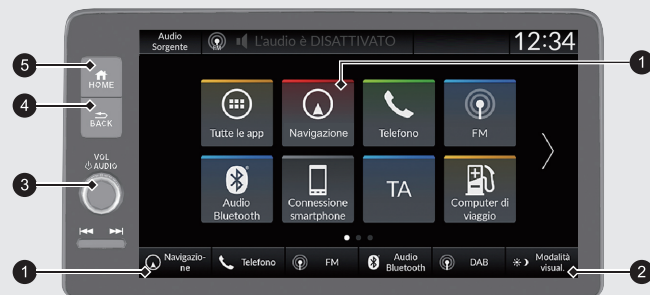 Audio
Sorgente
FM
L'audio è DISATTIVATO
12:34
5
HOME
4
BACK
VOL
AUDIO
3
1
Tutte le app
Navigazione
Telefono
FM
Audio
Bluetooth
Connessione
smartphone
TA
Computer di
viaggio
1
Navigazio-
ne
Telefono
FM
Audio
Bluetooth
DAB
Modalità
visual.
2